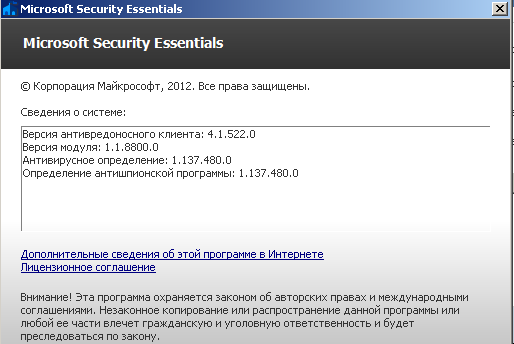 Microsoft Security Essentials
Microsoft Security Essentials
© Корпорация Майкрософт, 2012. Все права защищены.
Сведения о системе:
Версия антивредоносного клиента: 4.1.522.0
Версия модуля: 1.1.8800.0
Антивирусное определение: 1.137.480.0
Определение антишпионской программы: 1.137.480.0
Дополнительные сведения об этой программе в Интернете
Лицензионное соглашение
Внимание! Эта программа охраняется законом об авторских правах и международными
соглашениями. Незаконное копирование или распространение данной программы или
любой ее части влечет гражданскую и уголовную ответственность и будет
преследоваться по закону.